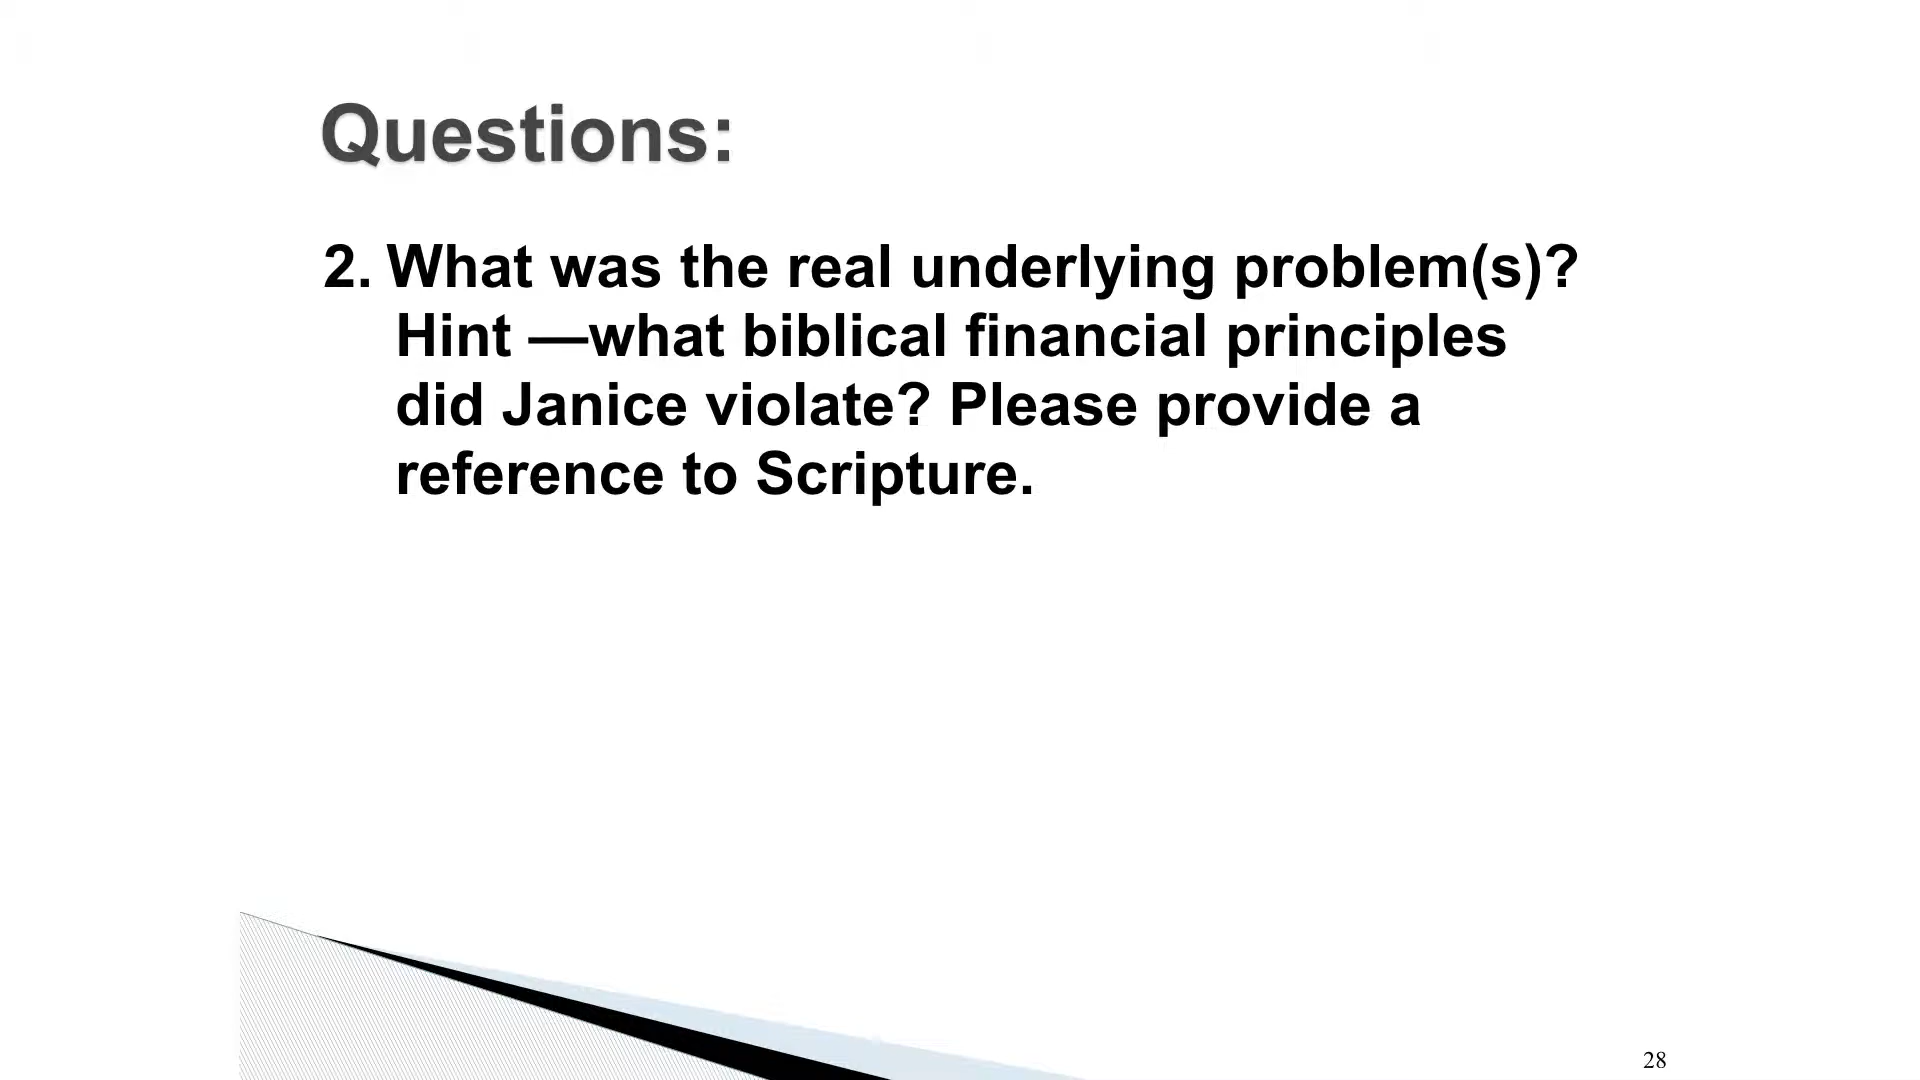 Questions:
2. What was the real underlying problem(s)?
Hint —what biblical financial principles
did Janice violate? Please provide a
reference to Scripture.
28